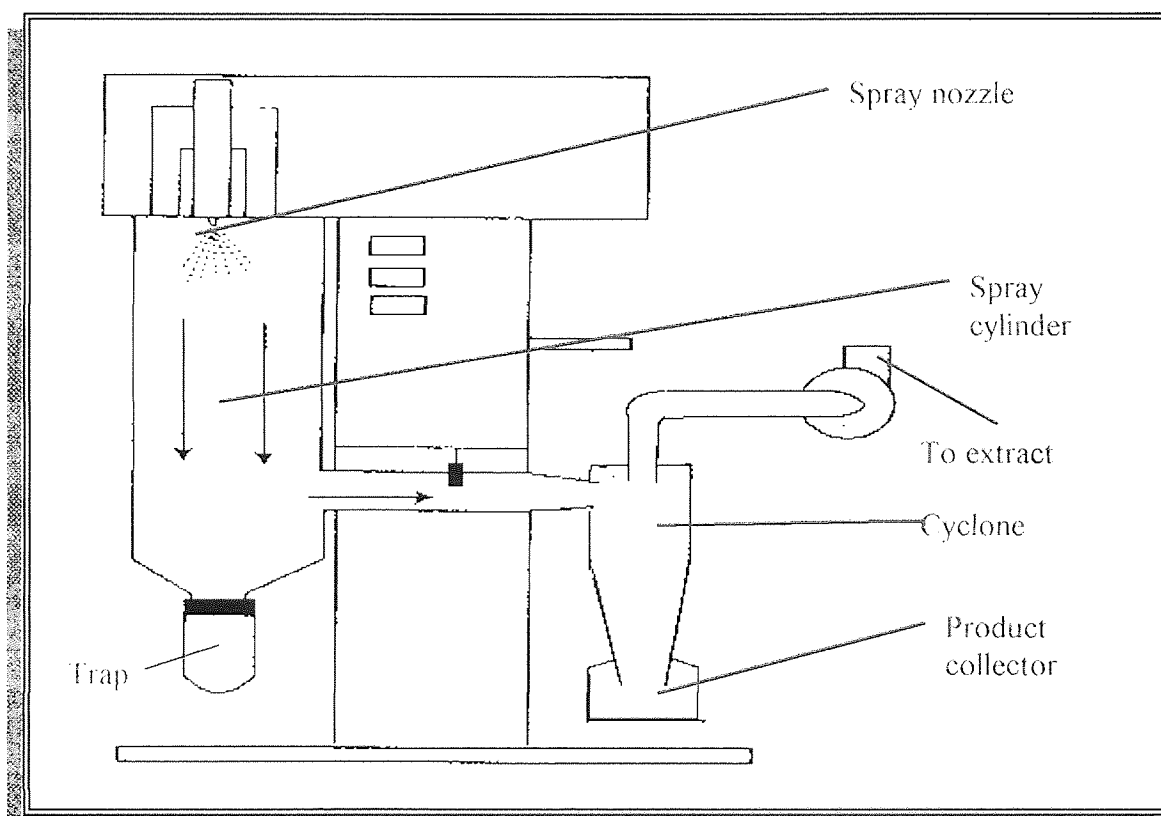 Spray nozzle
Spray
cylinder
To extract
Cyclone
Product
collector
Trap